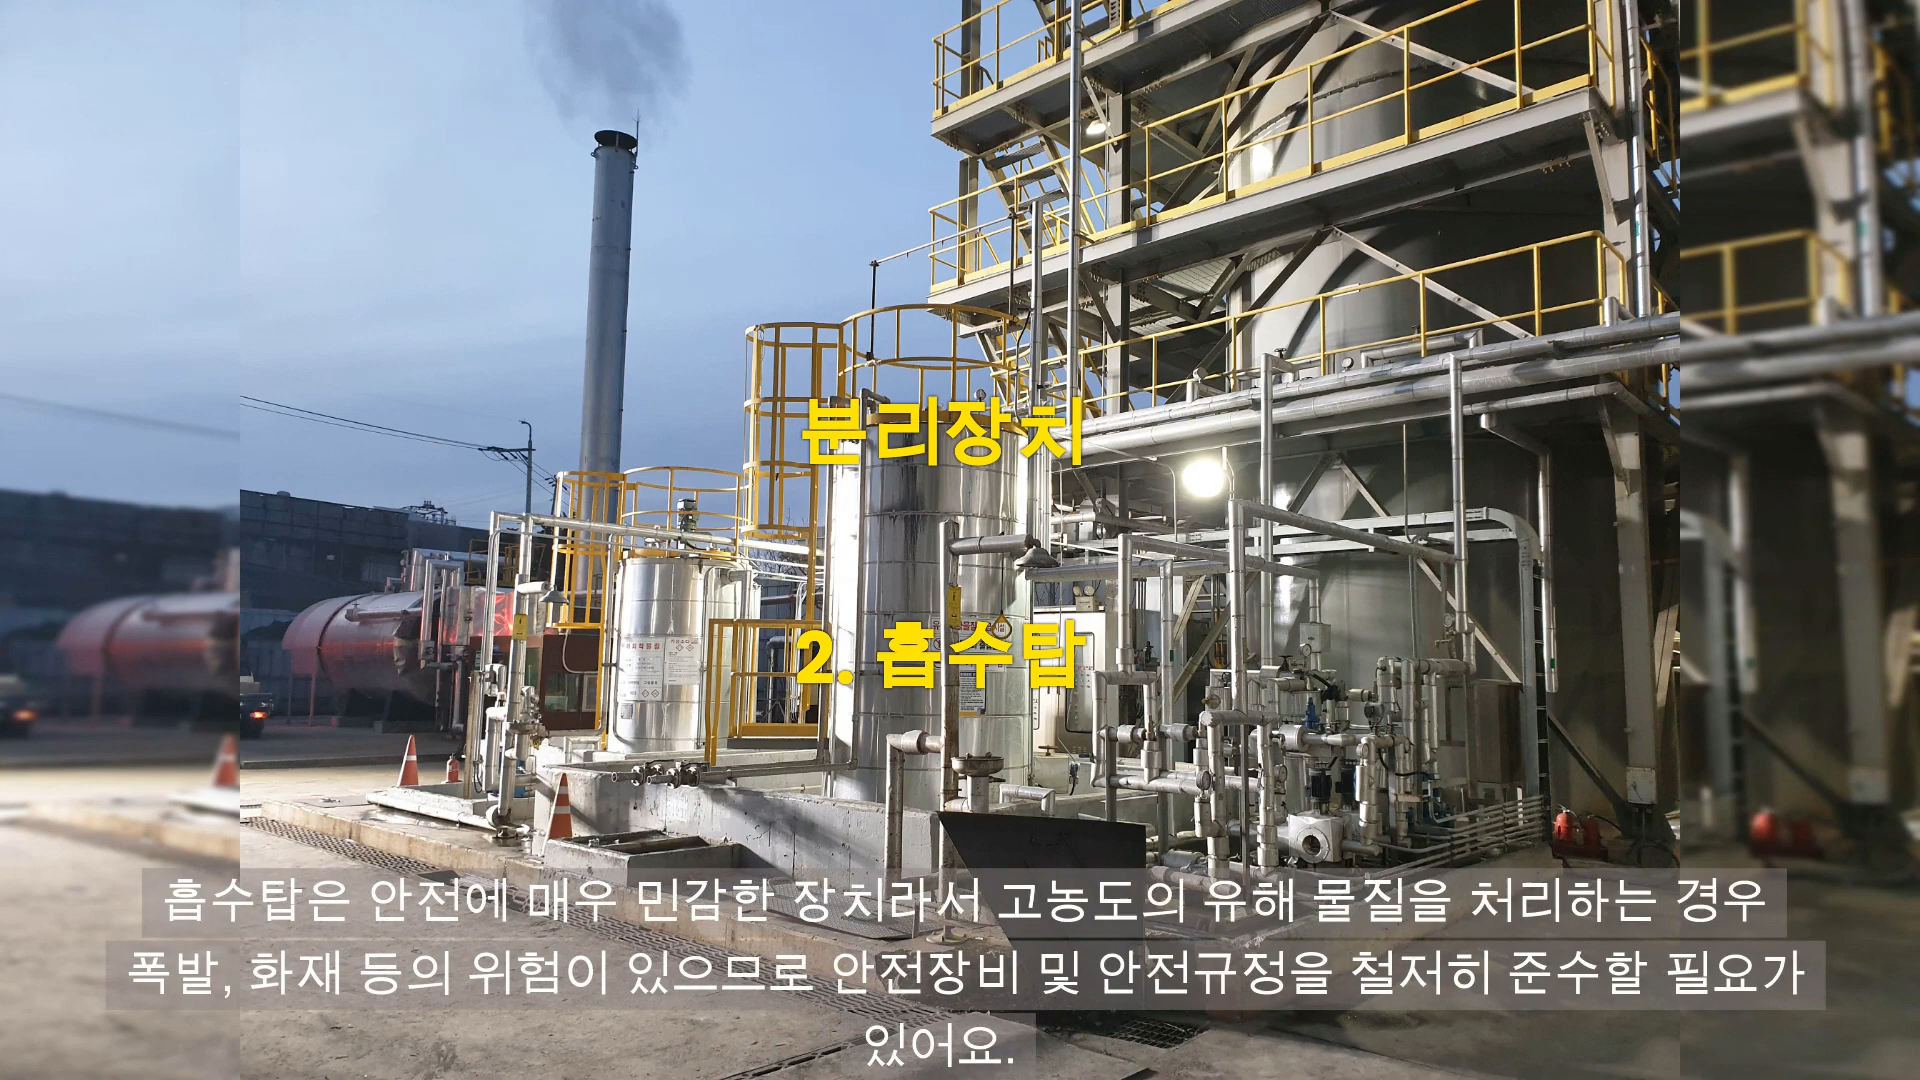 분리장치
2. 흡수탑
흡수탑은 안전에 매우 민감한 장치라서 고농도의 유해 물질을 처리하는 경우
폭발, 화재 등의 위험이 있으므로 안전장비 및 안전규정을 철저히 준수할 필요가
있어요.